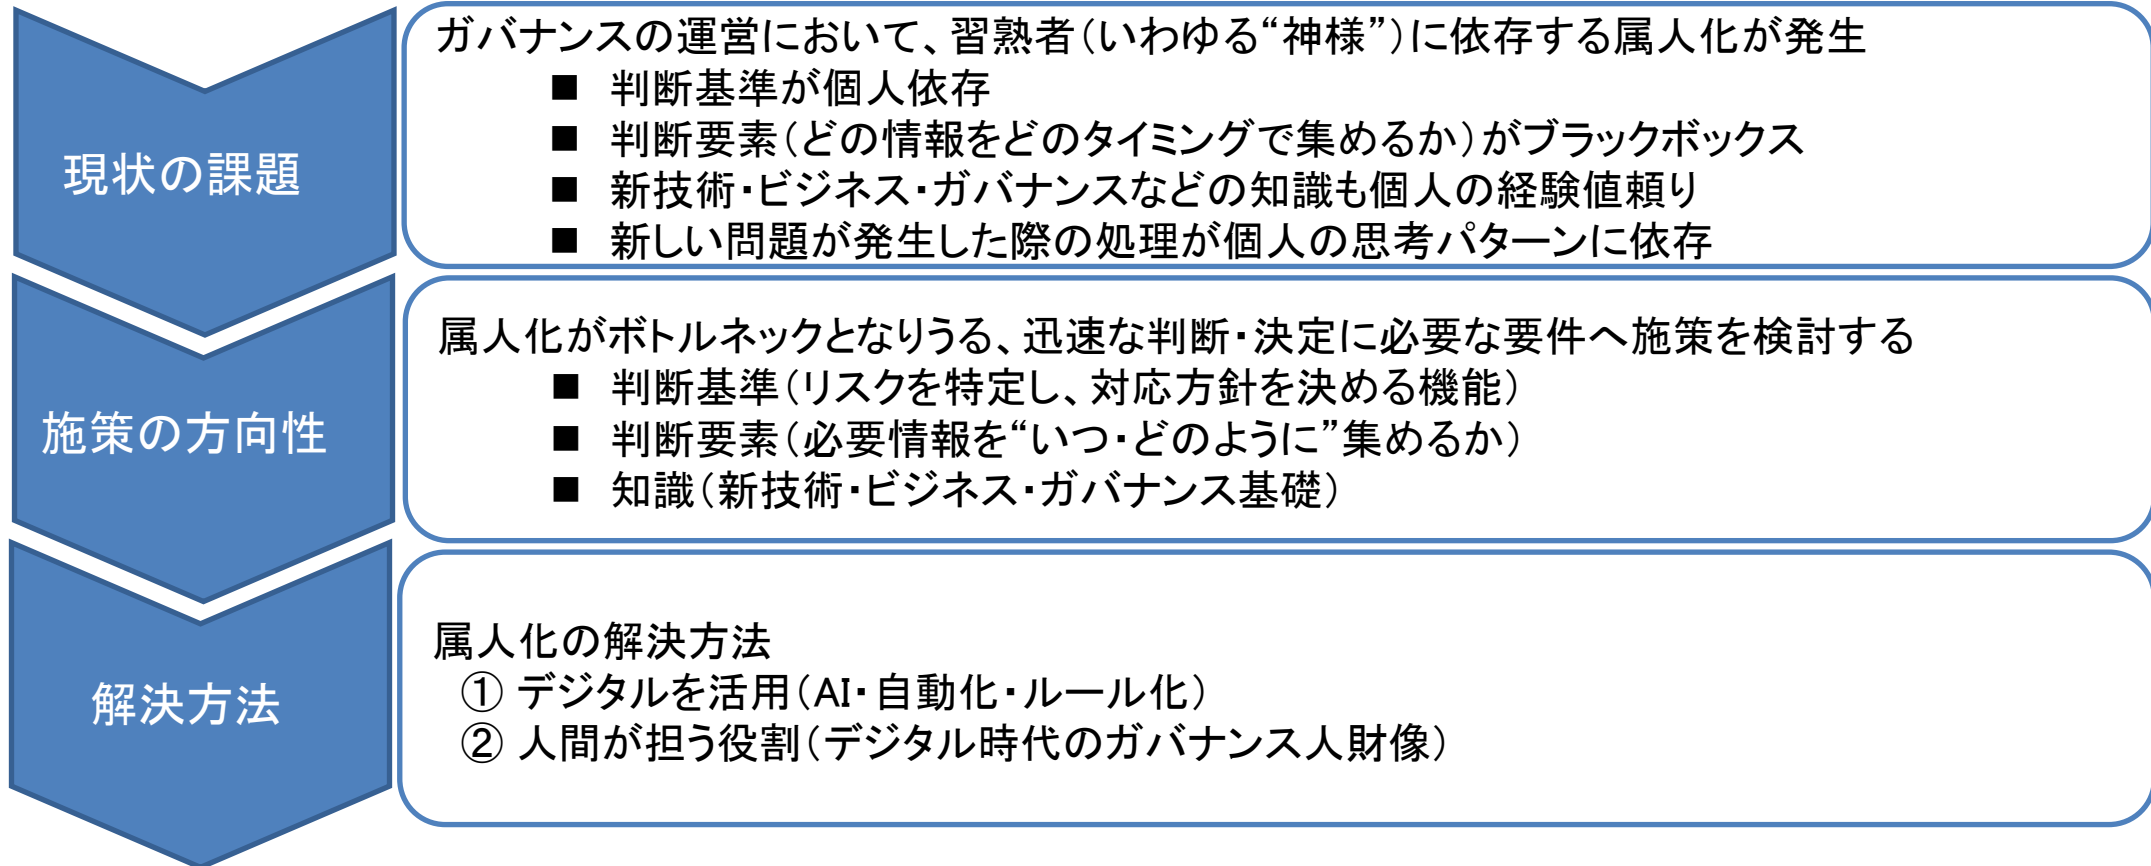 現状の課題
ガバナンスの運営において、習熟者（いわゆる“神様”）に依存する属人化が発生
■ 判断基準が個人依存
■ 判断要素（どの情報をどのタイミングで集めるか）がブラックボックス
■ 新技術・ビジネス・ガバナンスなどの知識も個人の経験値頼り
■ 新しい問題が発生した際の処理が個人の思考パターンに依存
施策の方向性
属人化がボトルネックとなりうる、迅速な判断・決定に必要な要件へ施策を検討する
■ 判断基準（リスクを特定し、対応方針を決める機能）
■ 判断要素（必要情報を“いつ・どのように”集めるか）
■ 知識（新技術・ビジネス・ガバナンス基礎）
解決方法
属人化の解決方法
① デジタルを活用（AI・自動化・ルール化）
② 人間が担う役割（デジタル時代のガバナンス人財像）